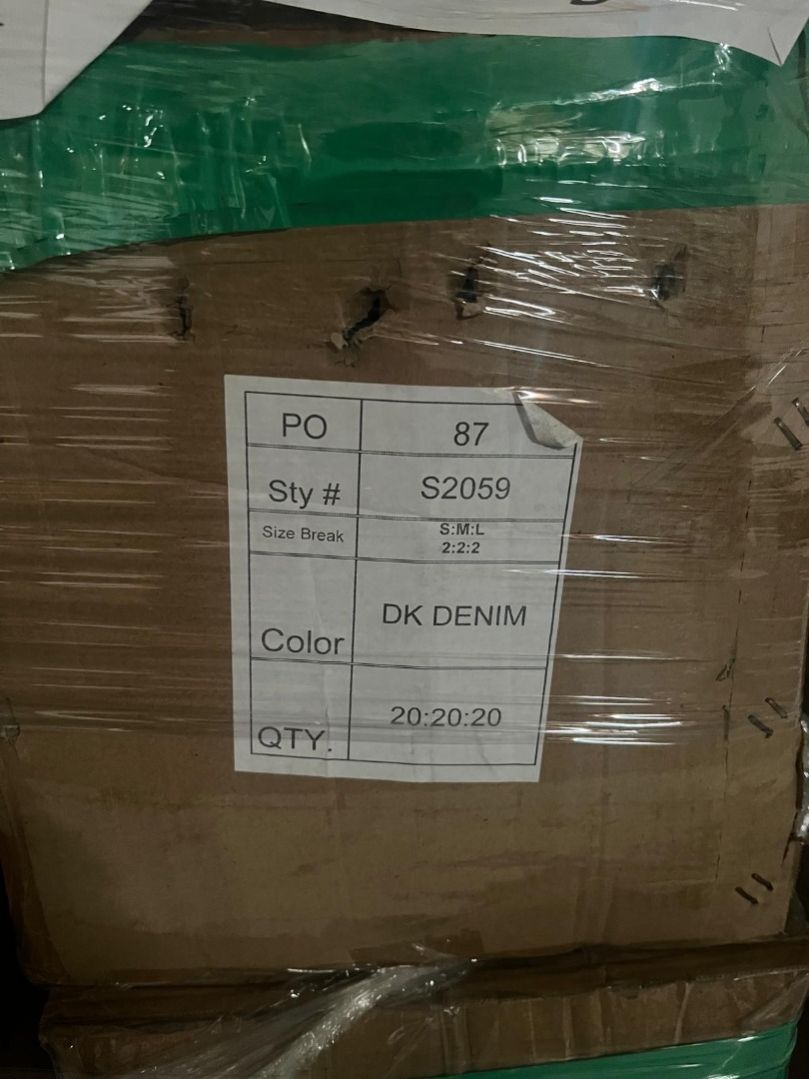 PO 87
Sty # S2059
Size Break S:M:L
2:2:2
Color DK DENIM
QTY. 20:20:20